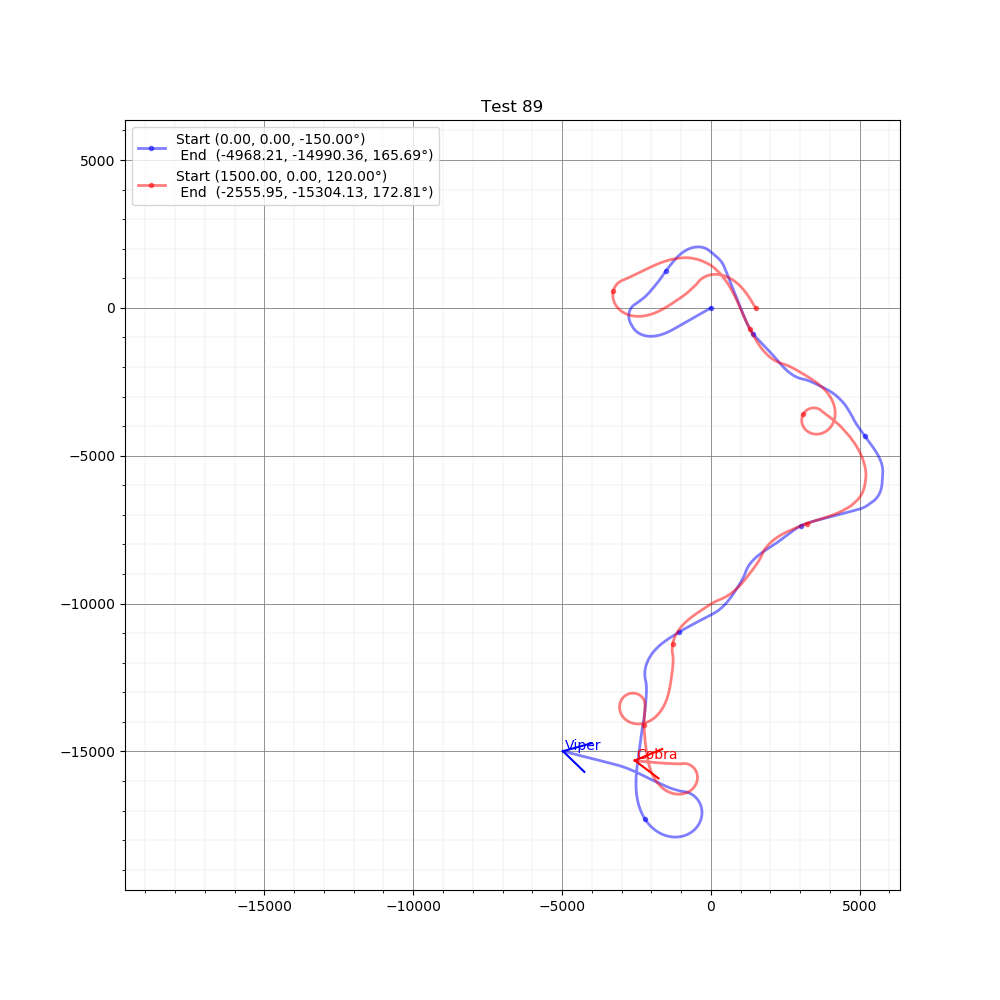 Test 89
Start (0.00, 0.00, -150.00°)
End  (-4968.21, -14990.36, 165.69°)
Start (1500.00, 0.00, 120.00°)
End  (-2555.95, -15304.13, 172.81°)
5000
0
−5000
−10000
−15000
Viper
Cobra
−15000
−10000
−5000
0
5000